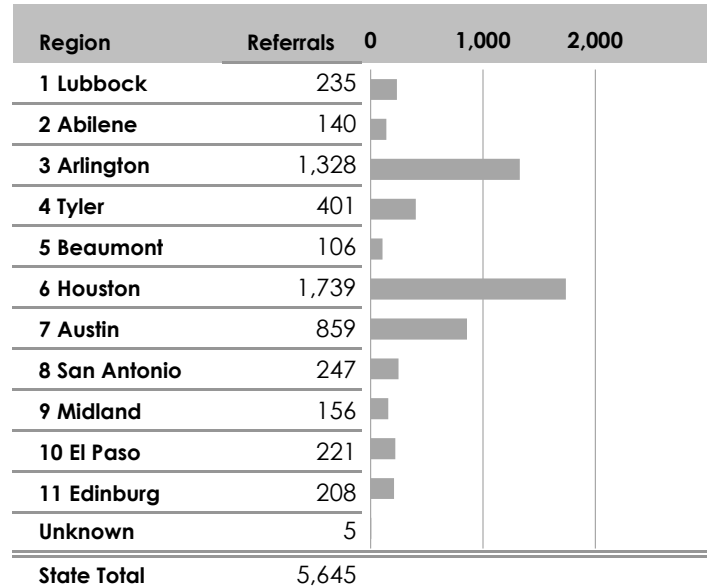 Region Referrals 0 1,000 2,000
1 Lubbock 235
2 Abilene 140
3 Arlington 1,328
4 Tyler 401
5 Beaumont 106
6 Houston 1,739
7 Austin 859
8 San Antonio 247
9 Midland 156
10 El Paso 221
11 Edinburg 208
Unknown 5
State Total 5,645